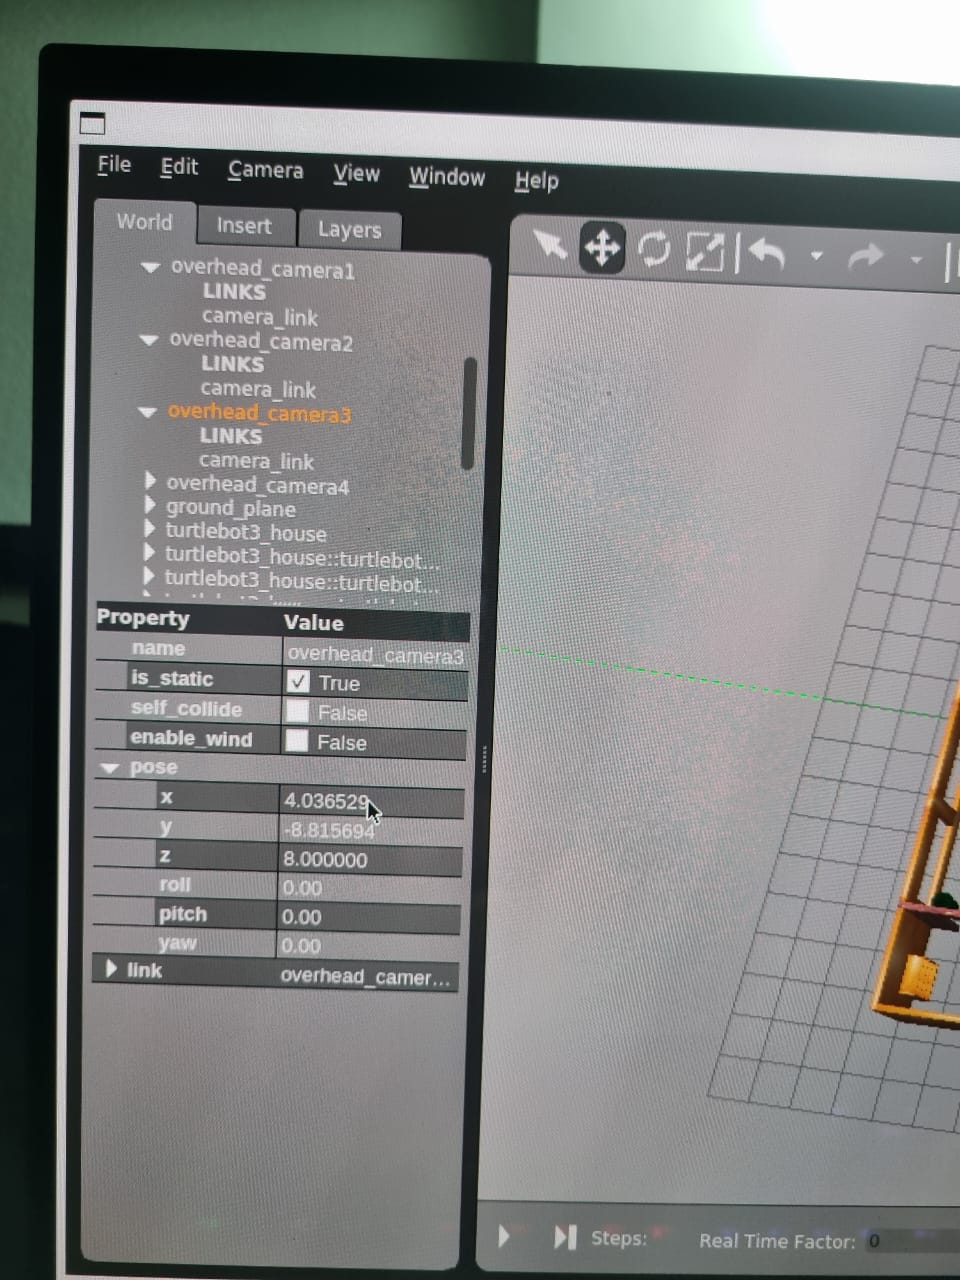 File Edit Camera View Window Help
World Insert Layers
overhead_camera1
LINKS
camera_link
overhead_camera2
LINKS
camera_link
overhead_camera3
LINKS
camera_link
overhead_camera4
ground_plane
turtlebot3_house
turtlebot3_house::turtlebot...
turtlebot3_house::turtlebot...
Property Value
name overhead_camera3
is_static True
self_collide False
enable_wind False
pose
x 4.036529
y -8.815694
z 8.000000
roll 0.00
pitch 0.00
yaw 0.00
link overhead_camer...
Steps: Real Time Factor: 0